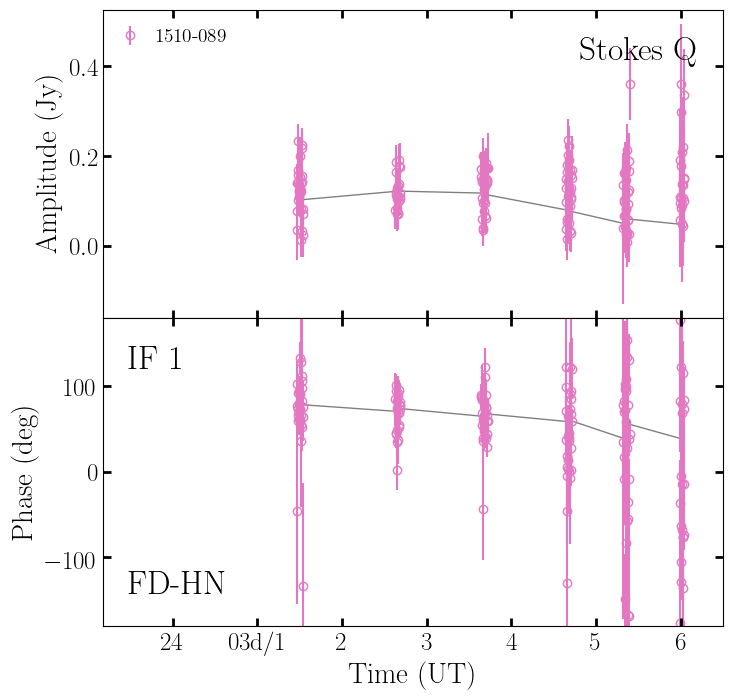 1510-089
Stokes Q
Amplitude (Jy)
0.4
0.2
0.0
IF 1
Phase (deg)
100
0
−100
FD-HN
24 03d/1 2 3 4 5 6
Time (UT)